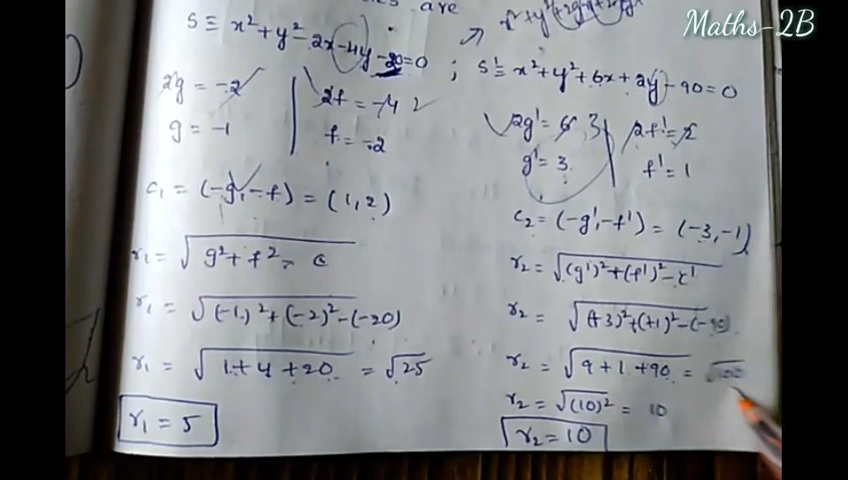 are
Maths-2B
S ≡ x² + y² - 2x - 4y - 20 = 0 ; S' ≡ x² + y² + 6x + 2y - 90 = 0
2g = -2
2f = -4
2g' = 6 3
2f' = 2
g = -1
f = -2
g' = 3
f' = 1
C₁ = (-g, -f) = (1, 2)
C₂ = (-g', -f') = (-3, -1)
r₁ = √g² + f² - c
r₂ = √(g')² + (f')² - c'
r₁ = √(-1)² + (-2)² - (-20)
r₂ = √(+3)² + (+1)² - (-90)
r₁ = √1 + 4 + 20 = √25
r₂ = √9 + 1 + 90 = √100
r₂ = √(10)² = 10
r₁ = 5
r₂ = 10